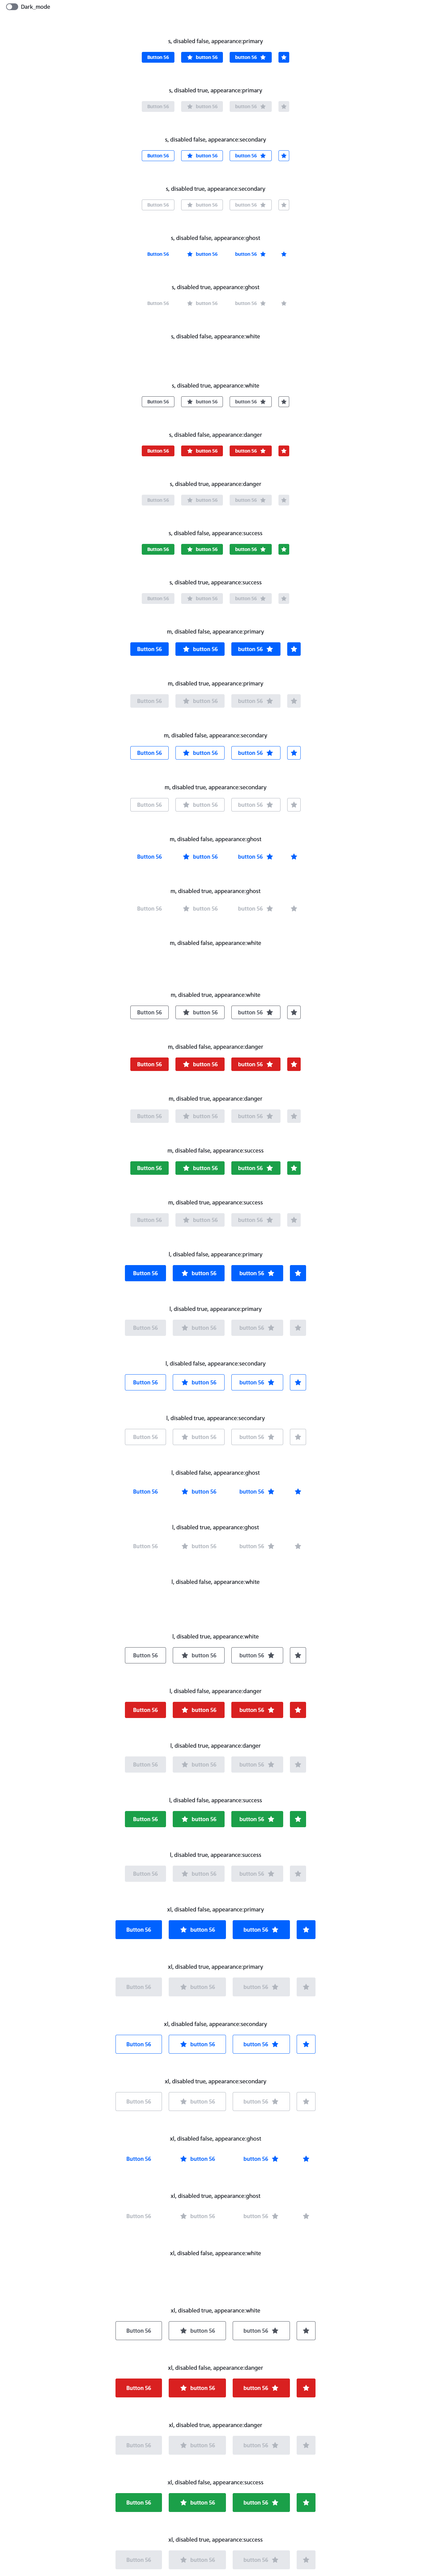 Dark_mode
s, disabled false, appearance:primary
Button 56 button 56 button 56
s, disabled true, appearance:primary
Button 56 button 56 button 56
s, disabled false, appearance:secondary
Button 56 button 56 button 56
s, disabled true, appearance:secondary
Button 56 button 56 button 56
s, disabled false, appearance:ghost
Button 56 button 56 button 56
s, disabled true, appearance:ghost
Button 56 button 56 button 56
s, disabled false, appearance:white
s, disabled true, appearance:white
Button 56 button 56 button 56
s, disabled false, appearance:danger
Button 56 button 56 button 56
s, disabled true, appearance:danger
Button 56 button 56 button 56
s, disabled false, appearance:success
Button 56 button 56 button 56
s, disabled true, appearance:success
Button 56 button 56 button 56
m, disabled false, appearance:primary
Button 56 button 56 button 56
m, disabled true, appearance:primary
Button 56 button 56 button 56
m, disabled false, appearance:secondary
Button 56 button 56 button 56
m, disabled true, appearance:secondary
Button 56 button 56 button 56
m, disabled false, appearance:ghost
Button 56 button 56 button 56
m, disabled true, appearance:ghost
Button 56 button 56 button 56
m, disabled false, appearance:white
m, disabled true, appearance:white
Button 56 button 56 button 56
m, disabled false, appearance:danger
Button 56 button 56 button 56
m, disabled true, appearance:danger
Button 56 button 56 button 56
m, disabled false, appearance:success
Button 56 button 56 button 56
m, disabled true, appearance:success
Button 56 button 56 button 56
l, disabled false, appearance:primary
Button 56 button 56 button 56
l, disabled true, appearance:primary
Button 56 button 56 button 56
l, disabled false, appearance:secondary
Button 56 button 56 button 56
l, disabled true, appearance:secondary
Button 56 button 56 button 56
l, disabled false, appearance:ghost
Button 56 button 56 button 56
l, disabled true, appearance:ghost
Button 56 button 56 button 56
l, disabled false, appearance:white
l, disabled true, appearance:white
Button 56 button 56 button 56
l, disabled false, appearance:danger
Button 56 button 56 button 56
l, disabled true, appearance:danger
Button 56 button 56 button 56
l, disabled false, appearance:success
Button 56 button 56 button 56
l, disabled true, appearance:success
Button 56 button 56 button 56
xl, disabled false, appearance:primary
Button 56 button 56 button 56
xl, disabled true, appearance:primary
Button 56 button 56 button 56
xl, disabled false, appearance:secondary
Button 56 button 56 button 56
xl, disabled true, appearance:secondary
Button 56 button 56 button 56
xl, disabled false, appearance:ghost
Button 56 button 56 button 56
xl, disabled true, appearance:ghost
Button 56 button 56 button 56
xl, disabled false, appearance:white
xl, disabled true, appearance:white
Button 56 button 56 button 56
xl, disabled false, appearance:danger
Button 56 button 56 button 56
xl, disabled true, appearance:danger
Button 56 button 56 button 56
xl, disabled false, appearance:success
Button 56 button 56 button 56
xl, disabled true, appearance:success
Button 56 button 56 button 56